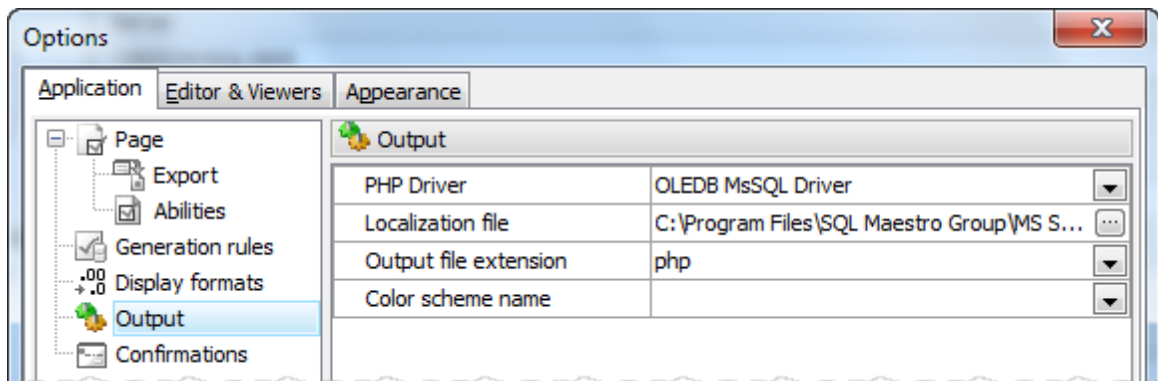 Options
Application Editor & Viewers Appearance
Page
Export
Abilities
Generation rules
Display formats
Output
Confirmations
Output
PHP Driver OLEDB MsSQL Driver
Localization file C:\Program Files\SQL Maestro Group\MS S...
Output file extension php
Color scheme name